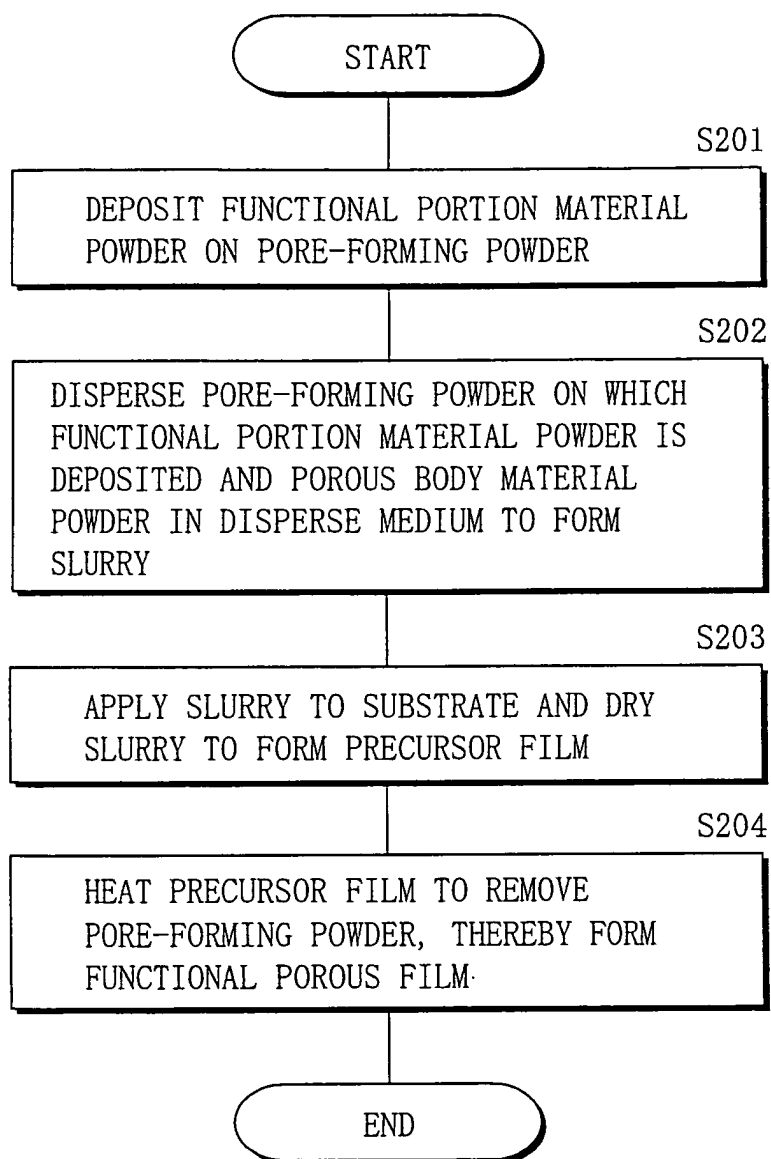 START
S201
DEPOSIT FUNCTIONAL PORTION MATERIAL
POWDER ON PORE-FORMING POWDER
S202
DISPERSE PORE-FORMING POWDER ON WHICH
FUNCTIONAL PORTION MATERIAL POWDER IS
DEPOSITED AND POROUS BODY MATERIAL
POWDER IN DISPERSE MEDIUM TO FORM
SLURRY
S203
APPLY SLURRY TO SUBSTRATE AND DRY
SLURRY TO FORM PRECURSOR FILM
S204
HEAT PRECURSOR FILM TO REMOVE
PORE-FORMING POWDER, THEREBY FORM
FUNCTIONAL POROUS FILM
END